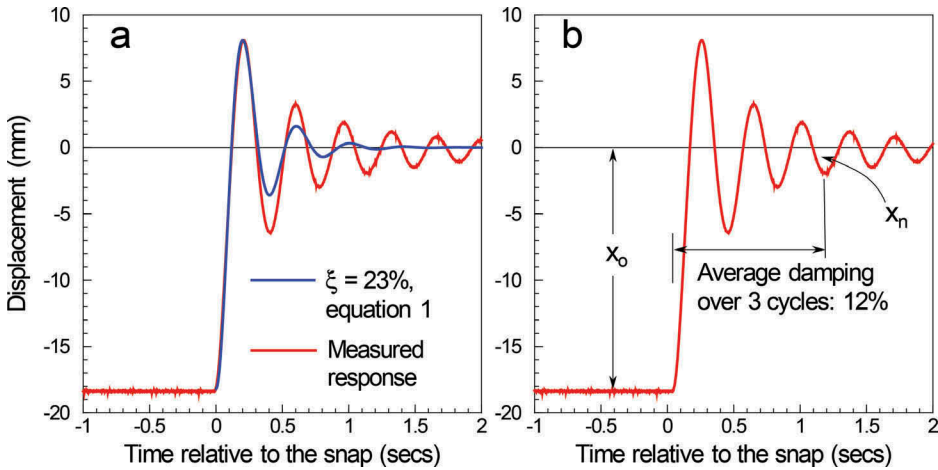 a
10
5
0
-5
-10
-15
-20
Displacement (mm)
ξ = 23%,
equation 1
Measured
response
-1
-0.5
0
0.5
1
1.5
2
Time relative to the snap (secs)
b
10
5
0
-5
-10
-15
-20
xₒ
xₙ
Average damping
over 3 cycles: 12%
-1
-0.5
0
0.5
1
1.5
2
Time relative to the snap (secs)